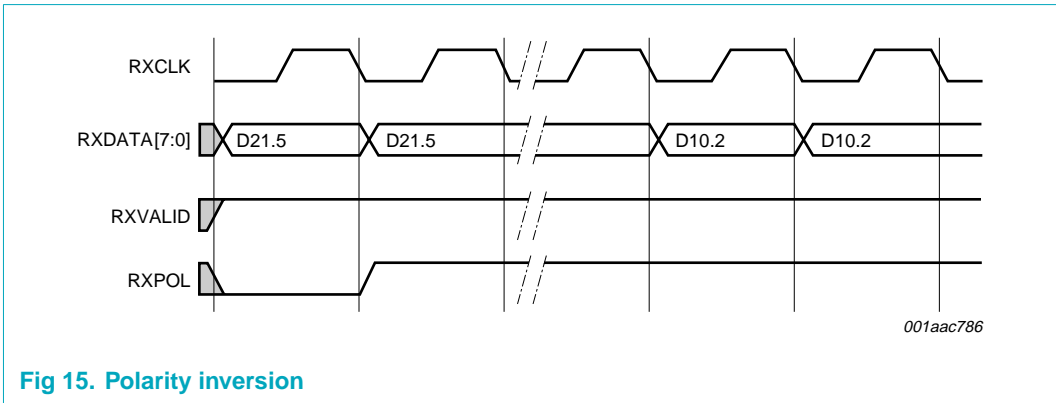 RXCLK
RXDATA[7:0] D21.5 D21.5 D10.2 D10.2
RXVALID
RXPOL
001aac786
Fig 15. Polarity inversion